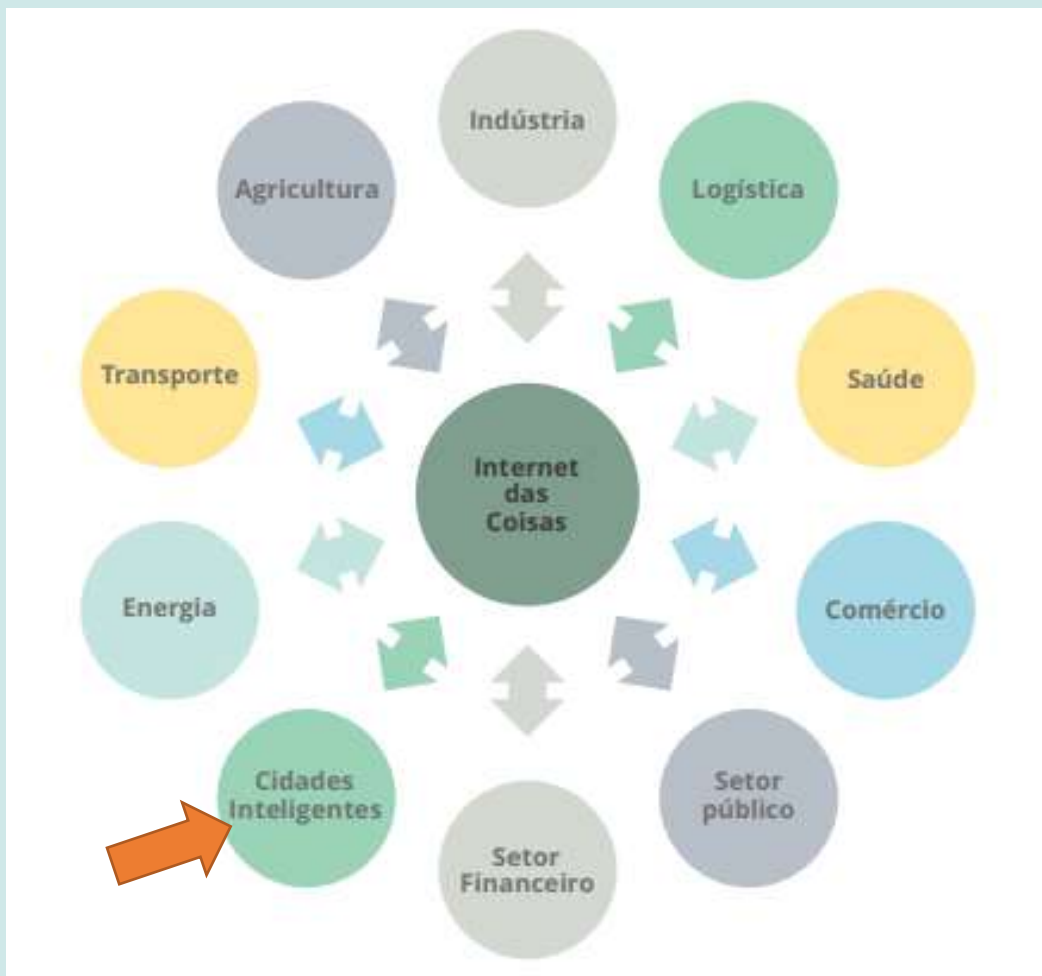 Indústria
Agricultura
Logística
Transporte
Saúde
Internet
das
Coisas
Energia
Comércio
Cidades
Inteligentes
Setor
público
Setor
Financeiro